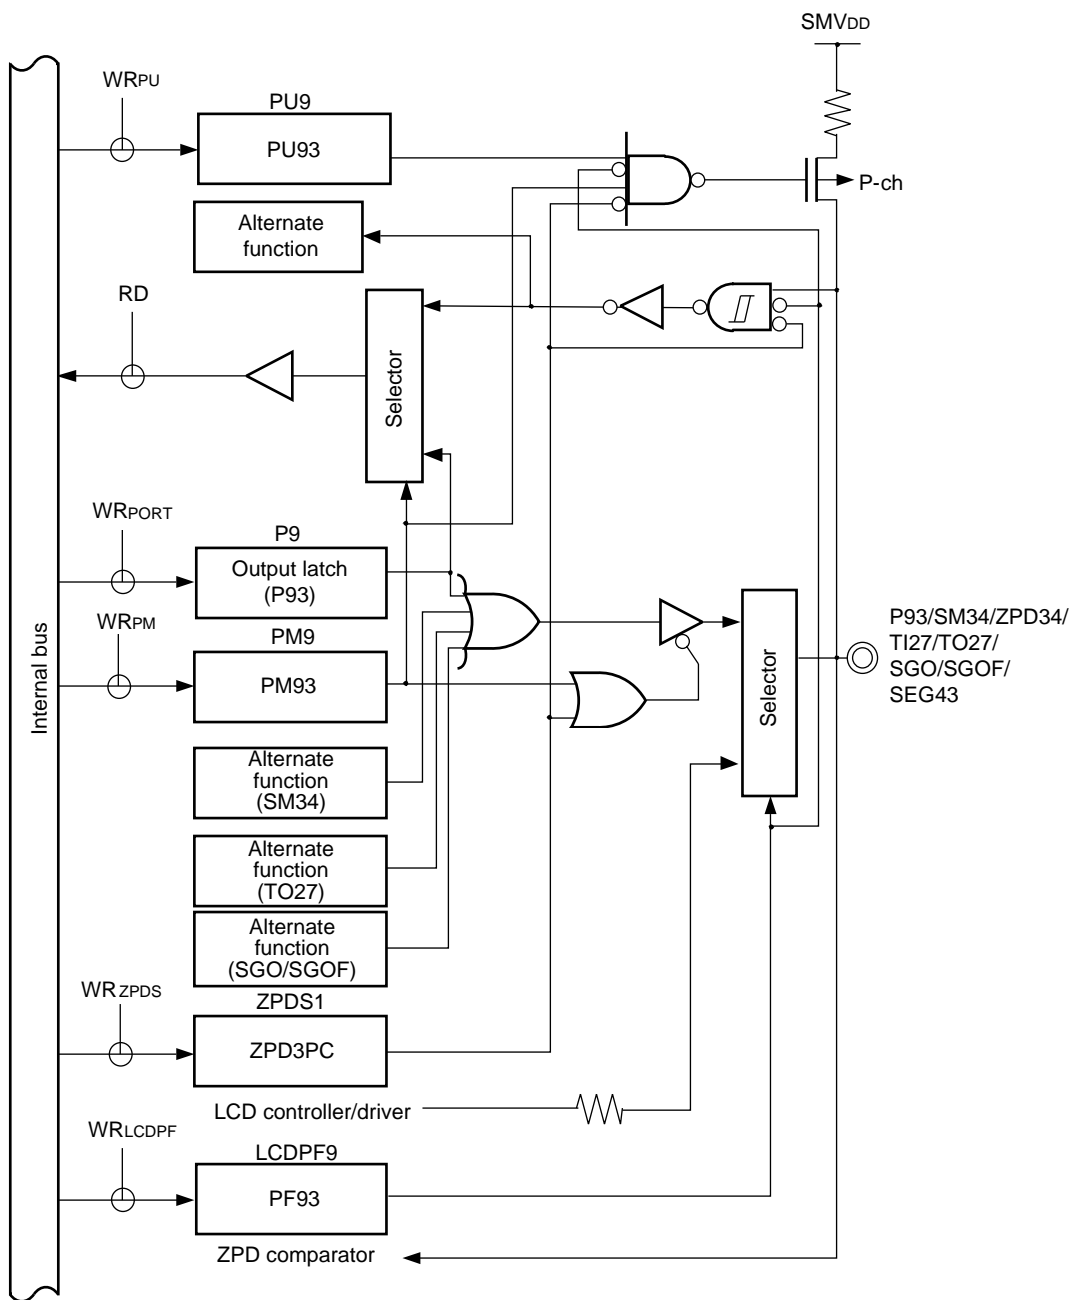 SMVDD
WRPU
PU9
PU93
P-ch
Alternate
function
RD
Selector
WRPORT
P9
Output latch
(P93)
WRPM
PM9
PM93
Internal bus
Selector
P93/SM34/ZPD34/
TI27/TO27/
SGO/SGOF/
SEG43
Alternate
function
(SM34)
Alternate
function
(TO27)
Alternate
function
(SGO/SGOF)
WRZPDS
ZPDS1
ZPD3PC
LCD controller/driver
WRLCDPF
LCDPF9
PF93
ZPD comparator